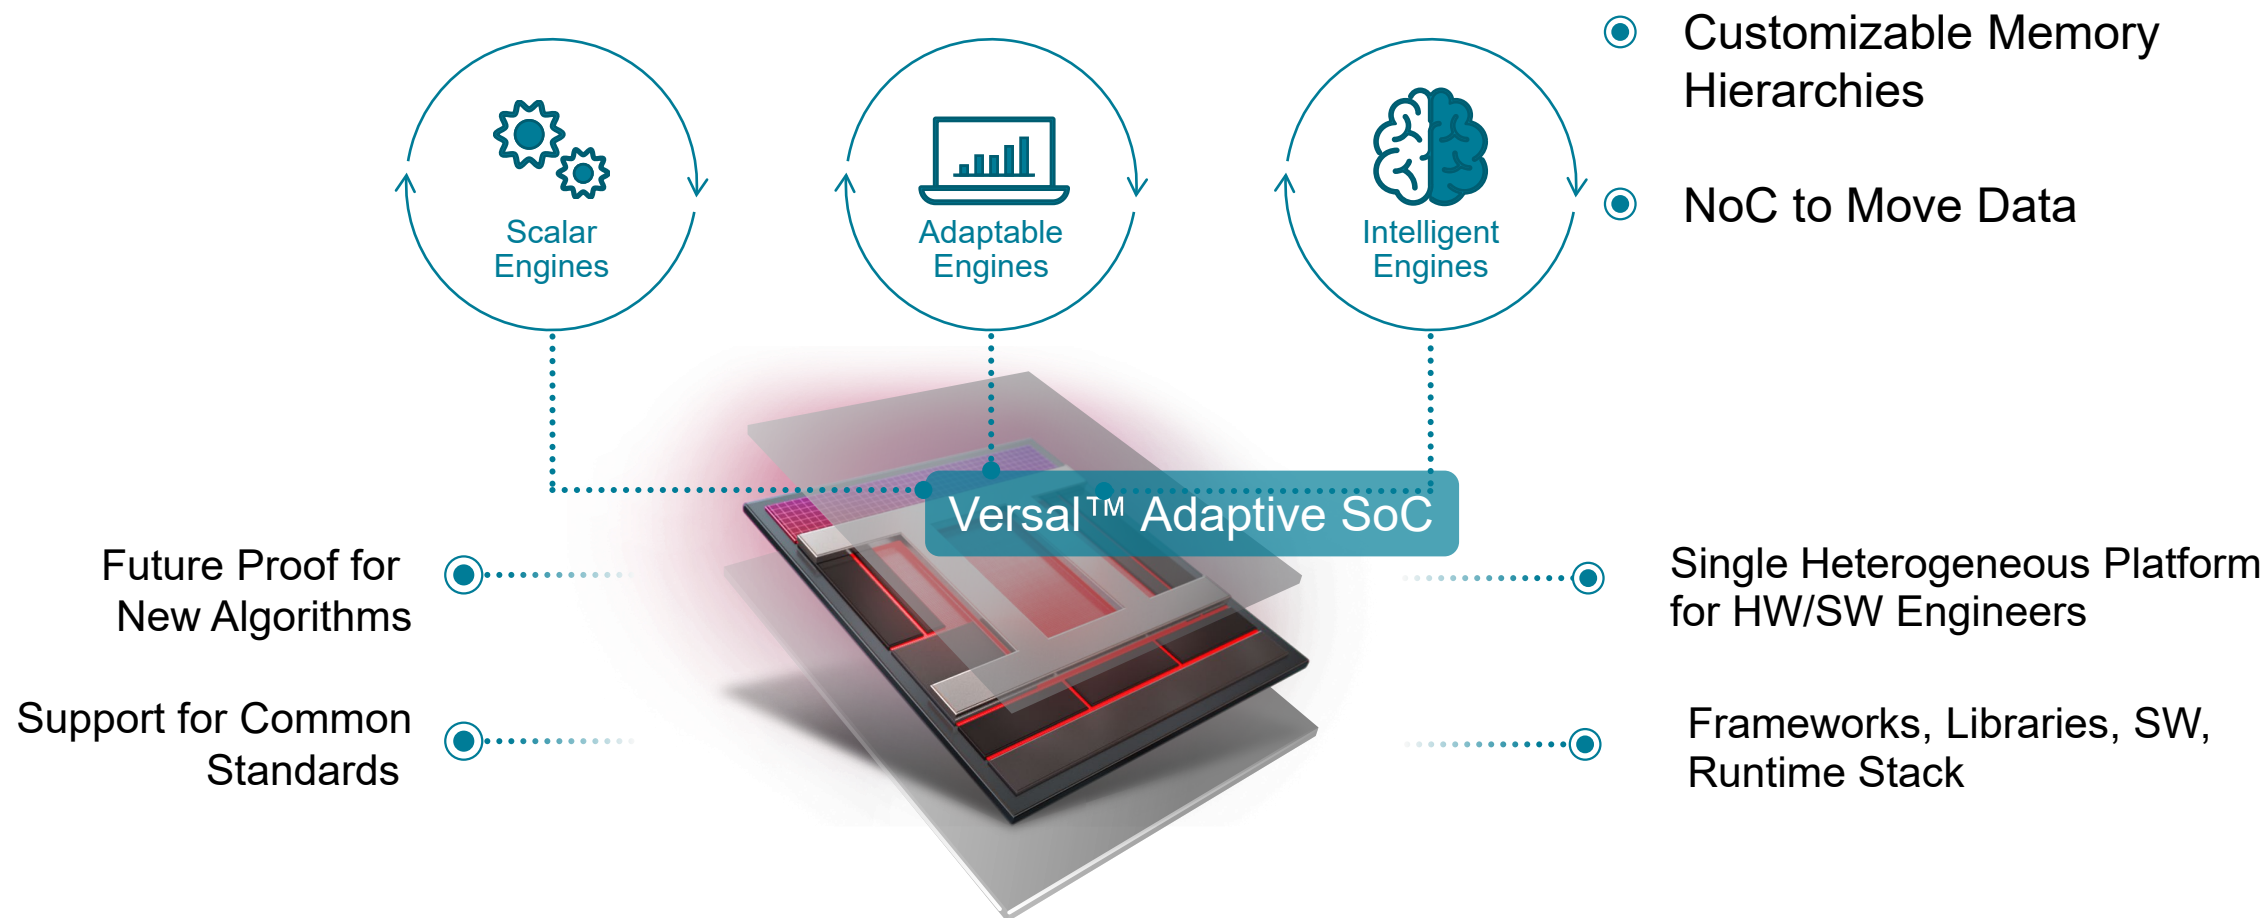 Customizable Memory
Hierarchies
NoC to Move Data
Scalar
Engines
Adaptable
Engines
Intelligent
Engines
Versal™ Adaptive SoC
Future Proof for
New Algorithms
Support for Common
Standards
Single Heterogeneous Platform
for HW/SW Engineers
Frameworks, Libraries, SW,
Runtime Stack